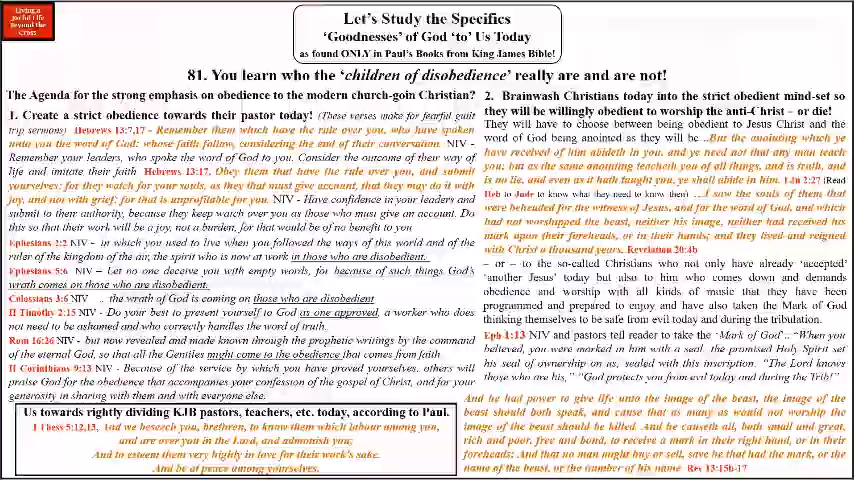 Living a
Joyful Life
Beyond the
Cross
Let's Study the Specifics
'Goodnesses' of God 'to' Us Today
as found ONLY in Paul's Books from King James Bible!
81. You learn who the 'children of disobedience' really are and are not!
The Agenda for the strong emphasis on obedience to the modern church-goin Christian?
1. Create a strict obedience towards their pastor today! (These verses make for fearful guilt
trip sermons) Hebrews 13:7,17 - Remember them which have the rule over you, who have spoken
unto you the word of God: whose faith follow, considering the end of their conversation. NIV -
Remember your leaders, who spoke the word of God to you. Consider the outcome of their way of
life and imitate their faith Hebrews 13:17, Obey them that have the rule over you, and submit
yourselves: for they watch for your souls, as they that must give account, that they may do it with
joy, and not with grief: for that is unprofitable for you. NIV - Have confidence in your leaders and
submit to their authority, because they keep watch over you as those who must give an account. Do
this so that their work will be a joy, not a burden, for that would be of no benefit to you
Ephesians 2:2 NIV - in which you used to live when you followed the ways of this world and of the
ruler of the kingdom of the air, the spirit who is now at work in those who are disobedient.
Ephesians 5:6 NIV – Let no one deceive you with empty words, for because of such things God's
wrath comes on those who are disobedient.
Colossians 3:6 NIV .. the wrath of God is coming on those who are disobedient
II Timothy 2:15 NIV - Do your best to present yourself to God as one approved, a worker who does
not need to be ashamed and who correctly handles the word of truth.
Rom 16:26 NIV - but now revealed and made known through the prophetic writings by the command
of the eternal God, so that all the Gentiles might come to the obedience that comes from faith
II Corinthians 9:13 NIV - Because of the service by which you have proved yourselves, others will
praise God for the obedience that accompanies your confession of the gospel of Christ, and for your
generosity in sharing with them and with everyone else.
Us towards rightly dividing KJB pastors, teachers, etc. today, according to Paul.
1 Thess 5:12,13, And we beseech you, brethren, to know them which labour among you,
and are over you in the Lord, and admonish you;
And to esteem them very highly in love for their work's sake.
And be at peace among yourselves.
2. Brainwash Christians today into the strict obedient mind-set so
they will be willingly obedient to worship the anti-Christ – or die!
They will have to choose between being obedient to Jesus Christ and the
word of God being anointed as they will be ..But the anointing which ye
have received of him abideth in you, and ye need not that any man teach
you: but as the same anointing teacheth you of all things, and is truth, and
is no lie, and even as it hath taught you, ye shall abide in him. 1Jn 2:27 (Read
Heb to Jude to know what they need to know then) …I saw the souls of them that
were beheaded for the witness of Jesus, and for the word of God, and which
had not worshipped the beast, neither his image, neither had received his
mark upon their foreheads, or in their hands; and they lived and reigned
with Christ a thousand years. Revelation 20:4b
– or – to the so-called Christians who not only have already 'accepted'
'another Jesus' today but also to him who comes down and demands
obedience and worship with all kinds of music that they have been
programmed and prepared to enjoy and have also taken the Mark of God
thinking themselves to be safe from evil today and during the tribulation.
Eph 1:13 NIV and pastors tell reader to take the 'Mark of God'.. "When you
believed, you were marked in him with a seal, the promised Holy Spirit set
his seal of ownership on us, sealed with this inscription. "The Lord knows
those who are his," "God protects you from evil today and during the Trib!"
And he had power to give life unto the image of the beast, the image of the
beast should both speak, and cause that as many as would not worship the
image of the beast should be killed. And he causeth all, both small and great,
rich and poor, free and bond, to receive a mark in their right hand, or in their
foreheads: And that no man might buy or sell, save he that had the mark, or the
name of the beast, or the number of his name Rev 13:15b-17